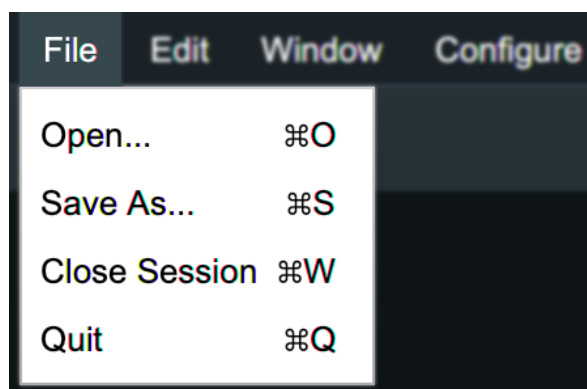 File Edit Window Configure
Open... ⌘O
Save As... ⌘S
Close Session ⌘W
Quit ⌘Q